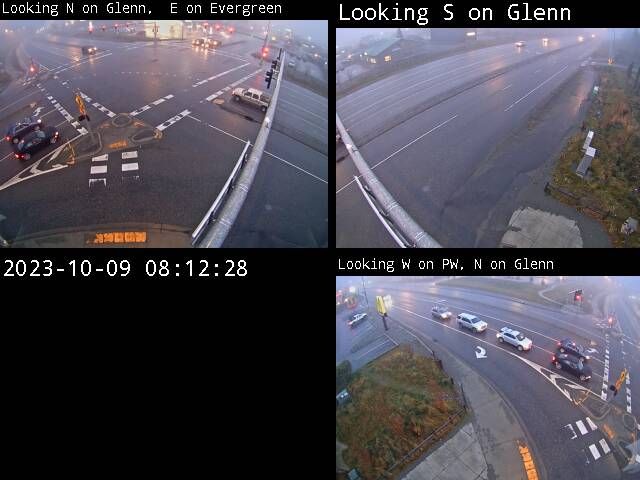 Looking N on Glenn,  E on Evergreen
Looking S on Glenn
2023-10-09 08:12:28
Looking W on PW, N on Glenn